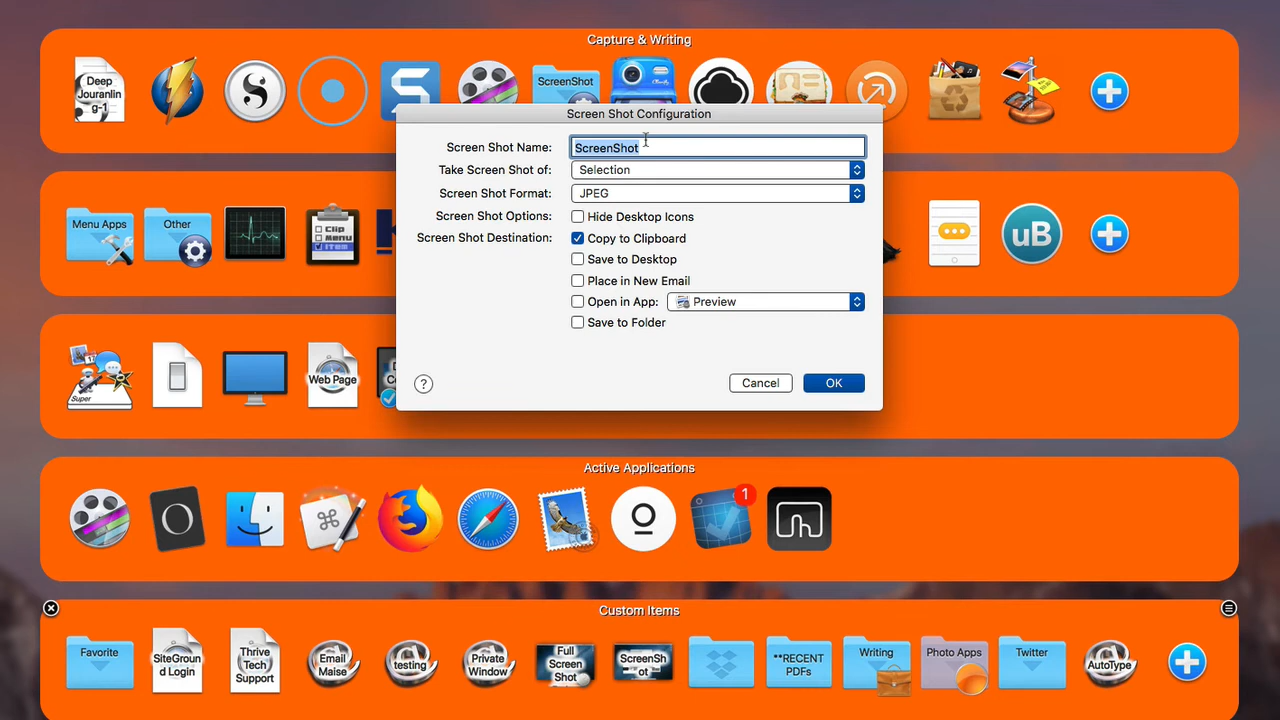 Capture & Writing
Deep
Jouranlin
g-1
S
S
ScreenShot
Screen Shot Configuration
Screen Shot Name:
ScreenShot
Take Screen Shot of:
Selection
Screen Shot Format:
JPEG
Screen Shot Options:
Hide Desktop Icons
Screen Shot Destination:
Copy to Clipboard
Save to Desktop
Place in New Email
Open in App:
Preview
Save to Folder
?
Cancel
OK
Menu Apps
Other
Clip
Menu
Item
uB
Super
Web Page
Active Applications
1
Custom Items
Favorite
SiteGroun
d Login
Thrive
Tech
Support
Email
Maise
testing
Private
Window
Full
Screen
Shot
ScreenSh
ot
**RECENT
PDFs
Writing
Photo Apps
Twitter
AutoType